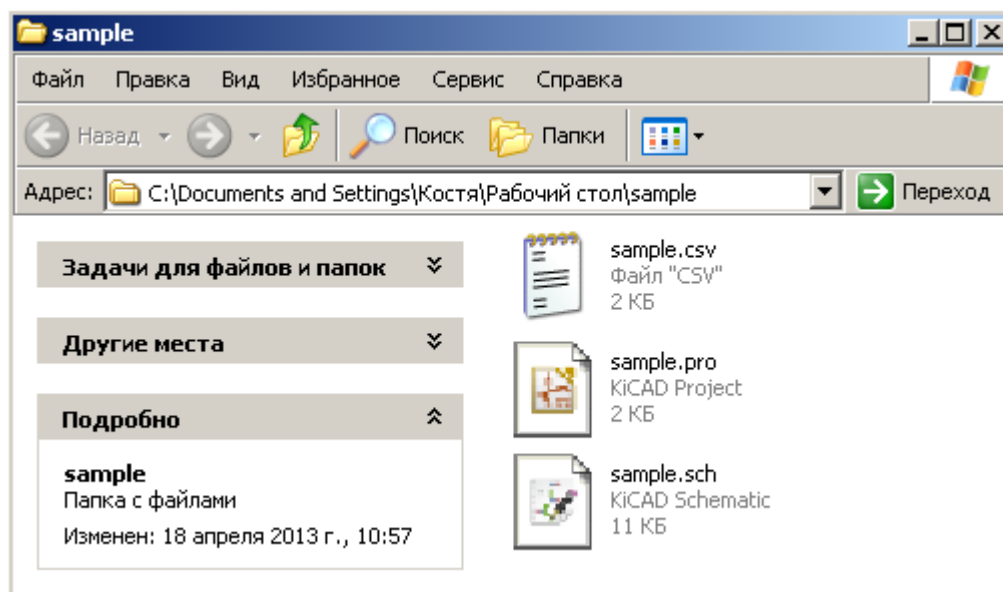 sample
Файл Правка Вид Избранное Сервис Справка
Назад Поиск Папки
Адрес: C:\Documents and Settings\Костя\Рабочий стол\sample Переход
Задачи для файлов и папок
Другие места
Подробно
sample
Папка с файлами
Изменен: 18 апреля 2013 г., 10:57
sample.csv
Файл "CSV"
2 КБ
sample.pro
KiCAD Project
2 КБ
sample.sch
KiCAD Schematic
11 КБ